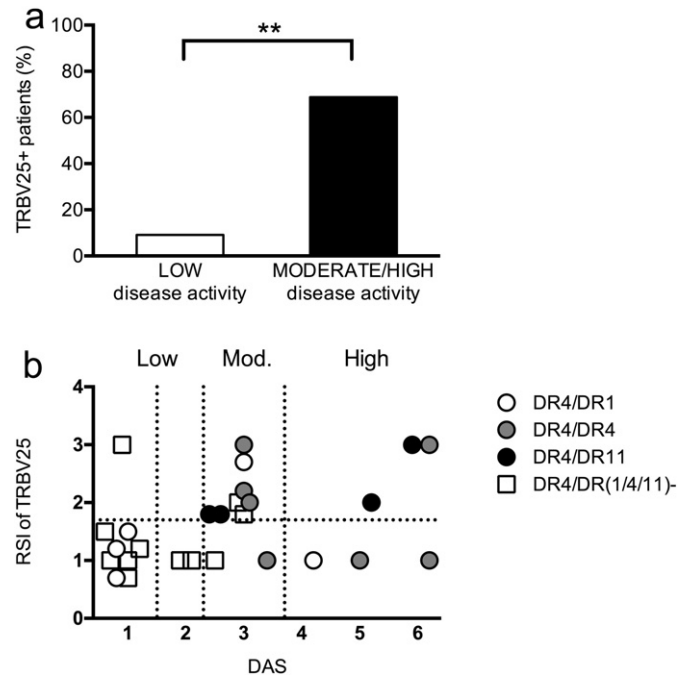 a
100
80
60
40
20
0
TRBV25+ patients (%)
**
LOW
disease activity
MODERATE/HIGH
disease activity
b
Low Mod. High
4
3
2
1
0
RSI of TRBV25
1 2 3 4 5 6
DAS
DR4/DR1
DR4/DR4
DR4/DR11
DR4/DR(1/4/11)-